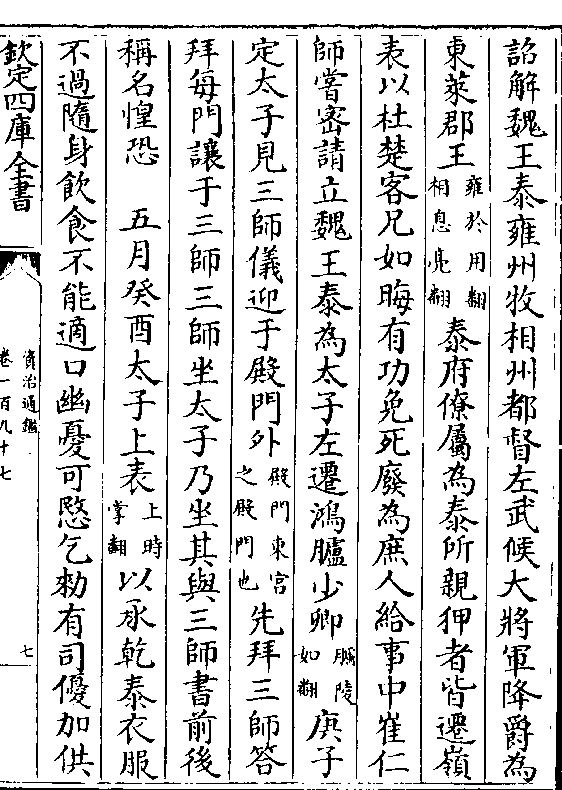 詔解魏王泰雍州牧相州都督左武候大將軍降爵為
東萊郡王雍於用翻相息亮翻泰府僚屬為泰所親狎者皆遷嶺
表以杜楚客兄如晦有功免死廢為庶人給事中崔仁
師嘗密請立魏王泰為太子左遷鴻臚少卿臚陵如翻庚子
定太子見三師儀迎于殿門外殿門東宮之殿門也先拜三師答
拜每門讓于三師三師坐太子乃坐其與三師書前後
稱名惶恐　五月癸酉太子上表上時掌翻以承乾泰衣服
不過隨身飲食不能適口幽憂可愍乞勑有司優加供
欽定四庫全書
資治通鑑
卷一百九十七
七